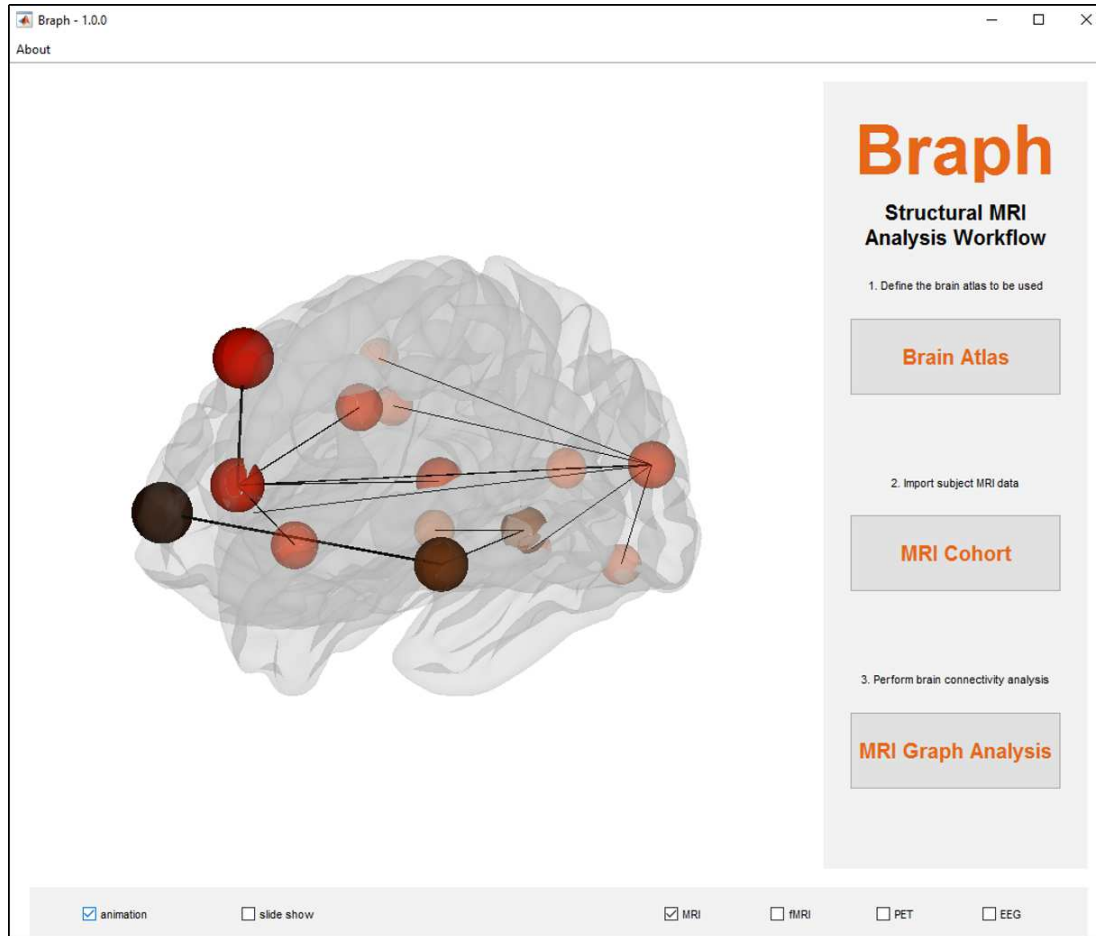 Braph - 1.0.0
About
Braph
Structural MRI
Analysis Workflow
1. Define the brain atlas to be used
Brain Atlas
2. Import subject MRI data
MRI Cohort
3. Perform brain connectivity analysis
MRI Graph Analysis
animation
slide show
MRI
fMRI
PET
EEG